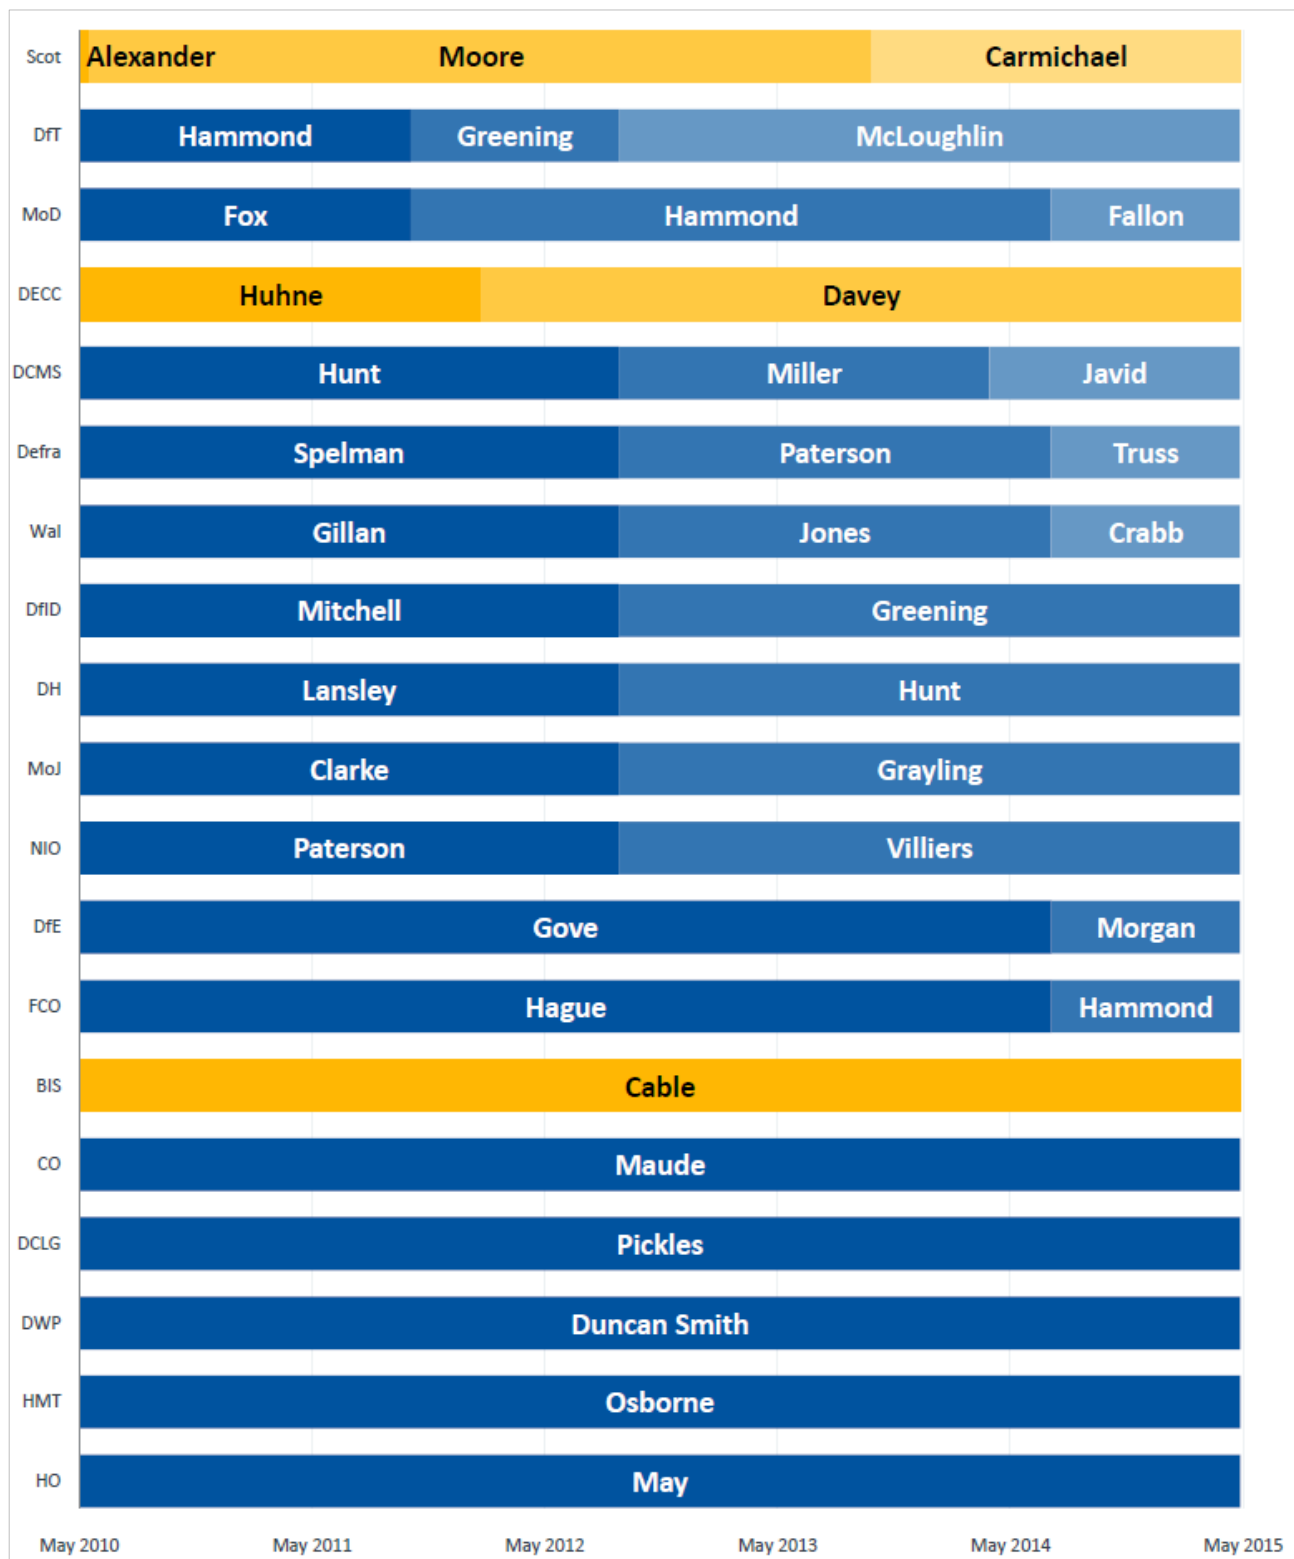 Scot Alexander Moore Carmichael
DfT Hammond Greening McLoughlin
MoD Fox Hammond Fallon
DECC Huhne Davey
DCMS Hunt Miller Javid
Defra Spelman Paterson Truss
Wal Gillan Jones Crabb
DfID Mitchell Greening
DH Lansley Hunt
MoJ Clarke Grayling
NIO Paterson Villiers
DfE Gove Morgan
FCO Hague Hammond
BIS Cable
CO Maude
DCLG Pickles
DWP Duncan Smith
HMT Osborne
HO May
May 2010 May 2011 May 2012 May 2013 May 2014 May 2015